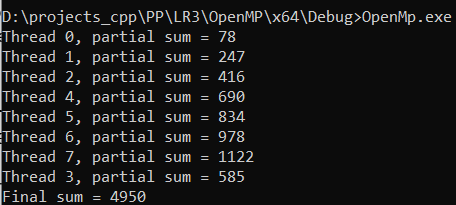 D:\projects_cpp\PP\LR3\OpenMP\x64\Debug>OpenMp.exe
Thread 0, partial sum = 78
Thread 1, partial sum = 247
Thread 2, partial sum = 416
Thread 4, partial sum = 690
Thread 5, partial sum = 834
Thread 6, partial sum = 978
Thread 7, partial sum = 1122
Thread 3, partial sum = 585
Final sum = 4950